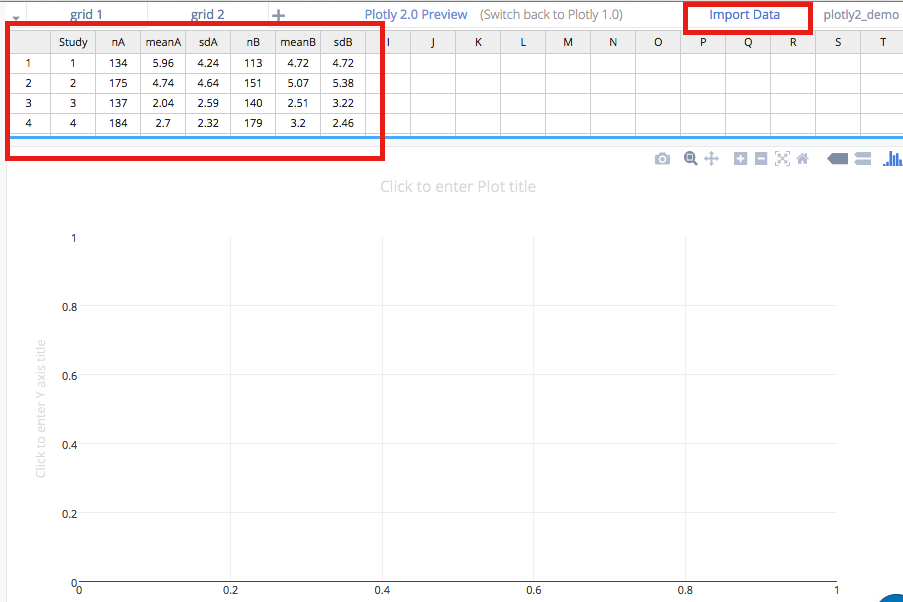 grid 1 grid 2 + Plotly 2.0 Preview (Switch back to Plotly 1.0) Import Data plotly2_demo
Study nA meanA sdA nB meanB sdB I J K L M N O P Q R S T
1 1 134 5.96 4.24 113 4.72 4.72
2 2 175 4.74 4.64 151 5.07 5.38
3 3 137 2.04 2.59 140 2.51 3.22
4 4 184 2.7 2.32 179 3.2 2.46
Click to enter Plot title
1
0.8
0.6
0.4
0.2
0
Click to enter Y axis title
0 0.2 0.4 0.6 0.8 1